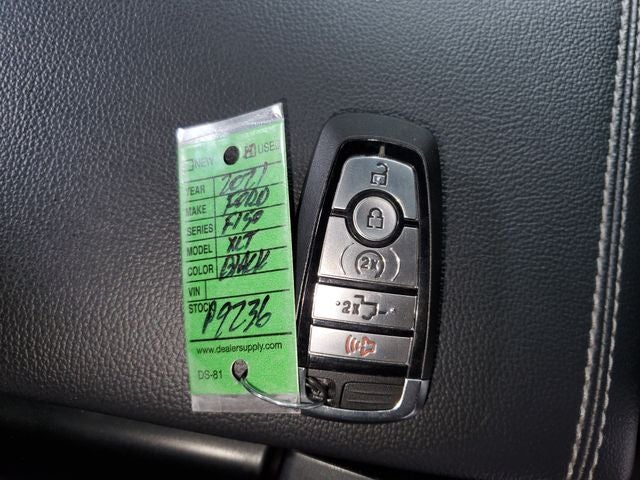 NEW USED
YEAR 2021
MAKE FORD
SERIES F150
MODEL XLT
COLOR BLACK
VIN
STOCK P9236
www.dealersupply.com
DS-81
2x
2x